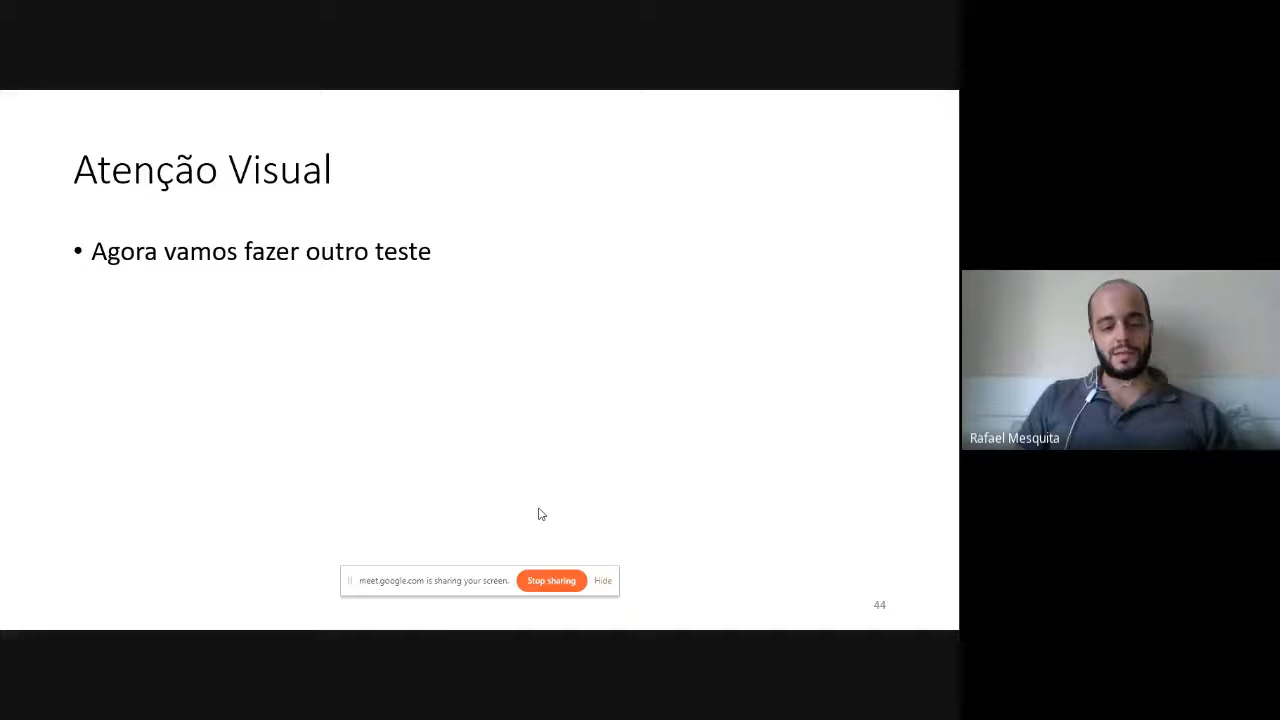 Atenção Visual
• Agora vamos fazer outro teste
Rafael Mesquita
meet.google.com is sharing your screen.
Stop sharing
Hide
44